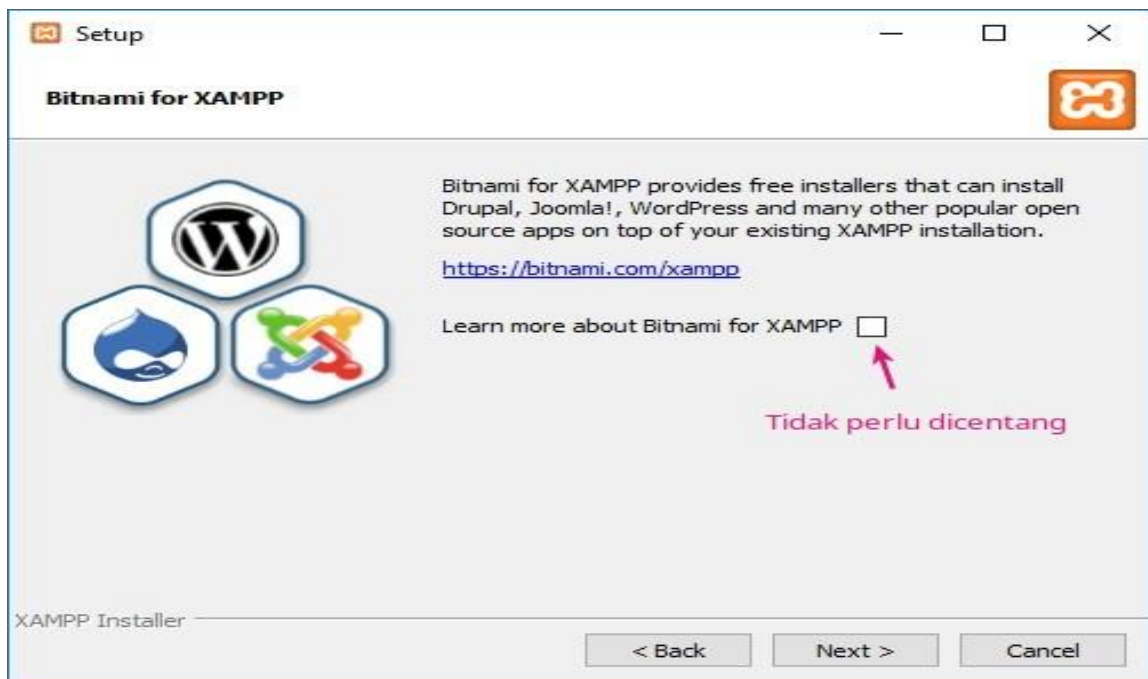 Setup
Bitnami for XAMPP
Bitnami for XAMPP provides free installers that can install
Drupal, Joomla!, WordPress and many other popular open
source apps on top of your existing XAMPP installation.
https://bitnami.com/xampp
Learn more about Bitnami for XAMPP
Tidak perlu dicentang
XAMPP Installer
< Back
Next >
Cancel